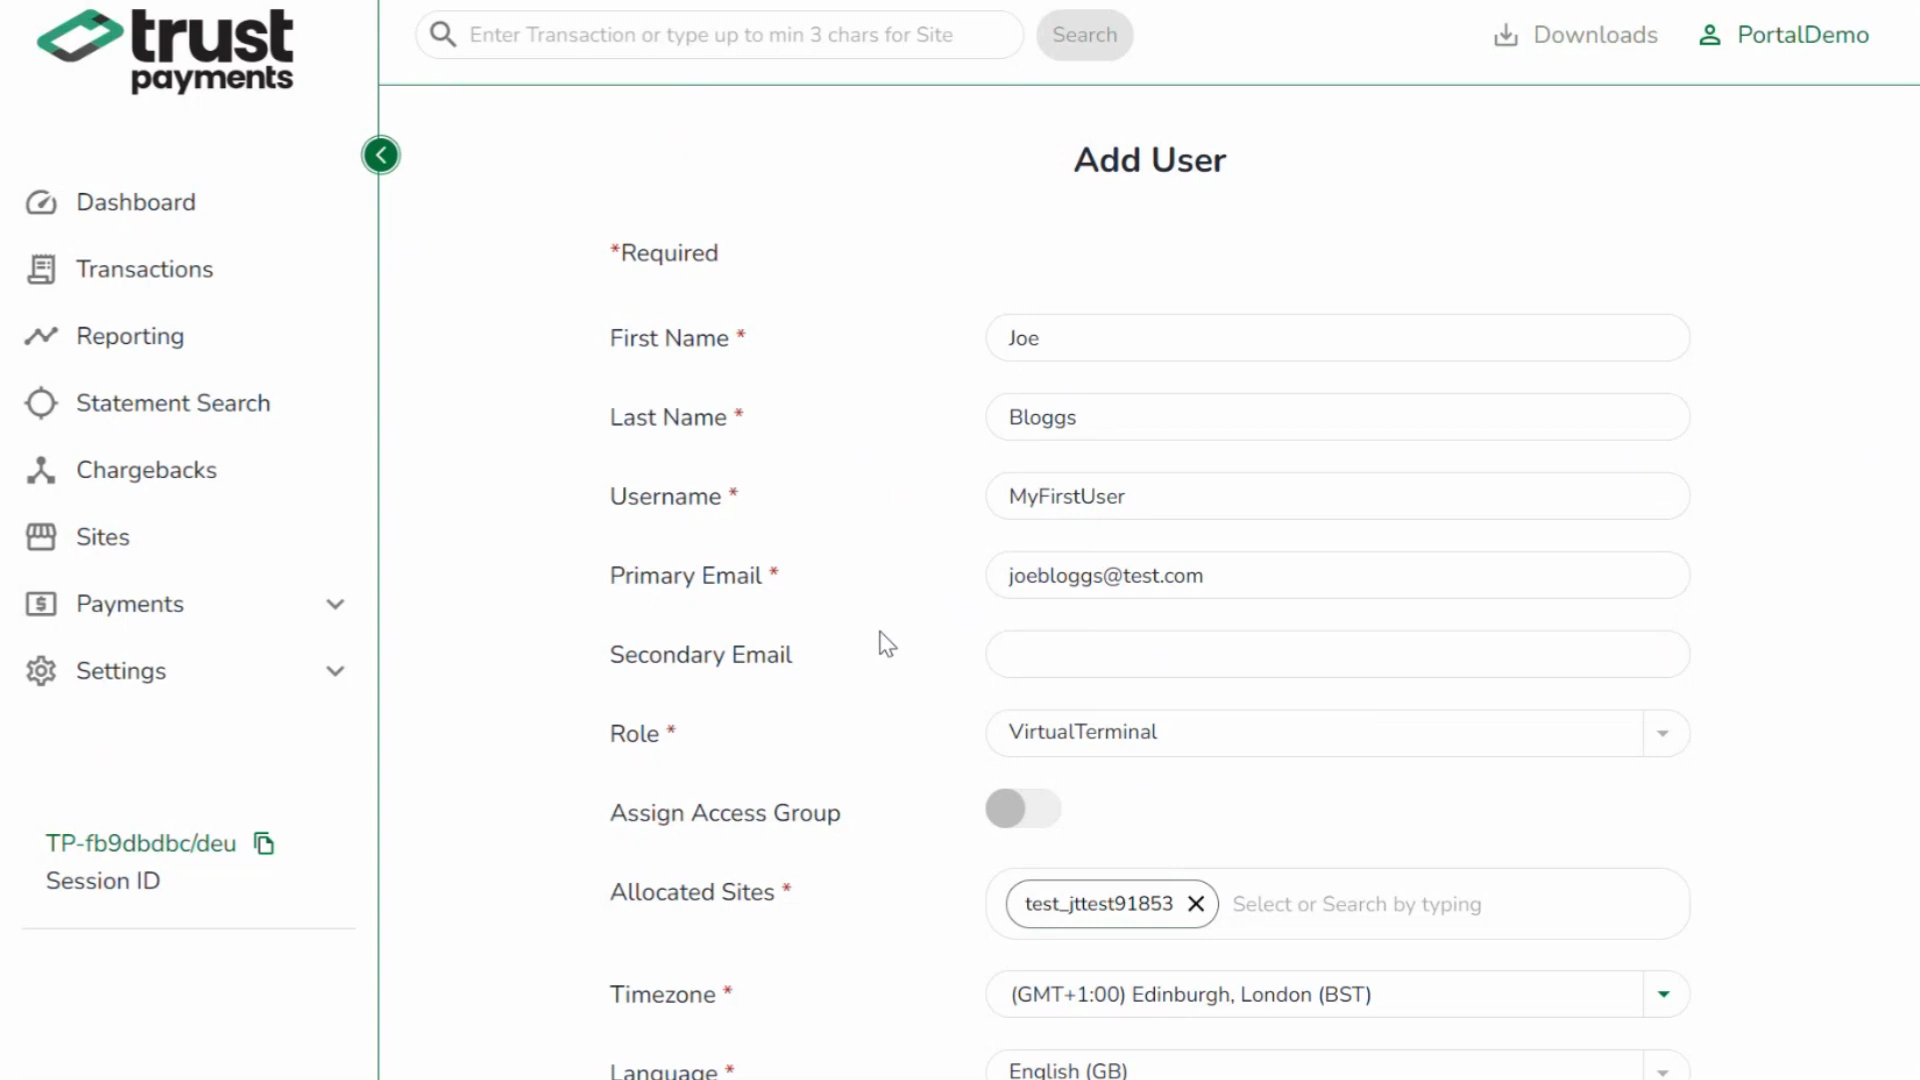 trust
payments
Enter Transaction or type up to min 3 chars for Site
Search
Downloads
PortalDemo
Dashboard
Transactions
Reporting
Statement Search
Chargebacks
Sites
Payments
Settings
TP-fb9dbdbc/deu
Session ID
Add User
*Required
First Name *
Joe
Last Name *
Bloggs
Username *
MyFirstUser
Primary Email *
joebloggs@test.com
Secondary Email
Role *
VirtualTerminal
Assign Access Group
Allocated Sites *
test_jttest91853
Select or Search by typing
Timezone *
(GMT+1:00) Edinburgh, London (BST)
Language *
English (GB)